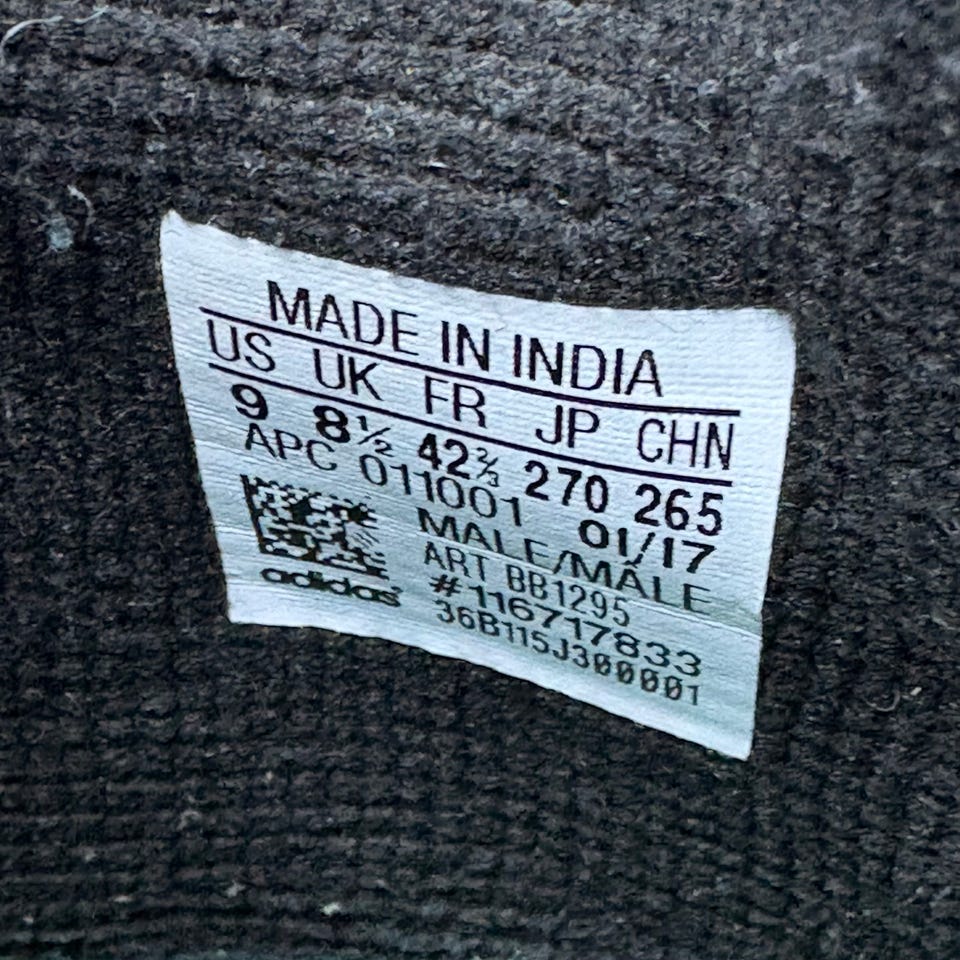 MADE IN INDIA
US UK FR JP CHN
9 8½ 42⅔ 270 265
APC 011001 01/17
MALE/MÂLE
ART BB1295
#116717833
36B115J300001
adidas